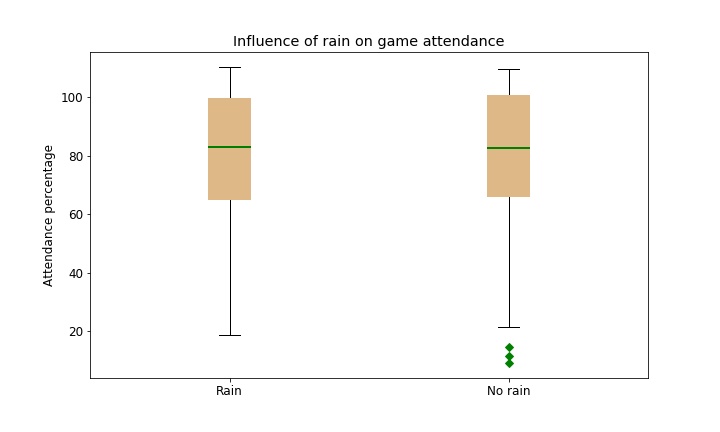 Influence of rain on game attendance
Attendance percentage
100
80
60
40
20
Rain
No rain